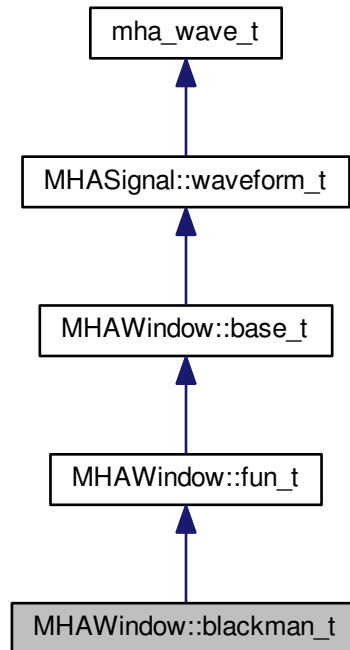 mha_wave_t
MHASignal::waveform_t
MHAWindow::base_t
MHAWindow::fun_t
MHAWindow::blackman_t